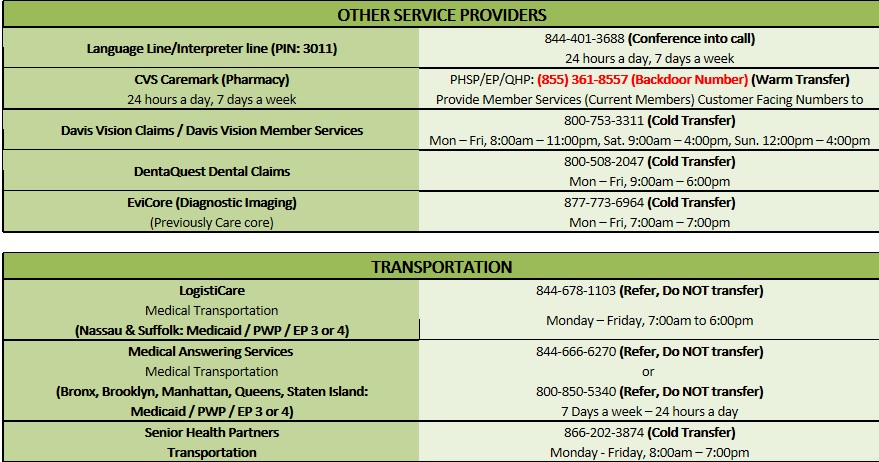 OTHER SERVICE PROVIDERS
Language Line/Interpreter line (PIN: 3011)
844-401-3688 (Conference into call)
24 hours a day, 7 days a week
CVS Caremark (Pharmacy)
24 hours a day, 7 days a week
PHSP/EP/QHP: (855) 361-8557 (Backdoor Number) (Warm Transfer)
Provide Member Services (Current Members) Customer Facing Numbers to
Davis Vision Claims / Davis Vision Member Services
800-753-3311 (Cold Transfer)
Mon – Fri, 8:00am – 11:00pm, Sat. 9:00am – 4:00pm, Sun. 12:00pm – 4:00pm
DentaQuest Dental Claims
800-508-2047 (Cold Transfer)
Mon – Fri, 9:00am – 6:00pm
EviCore (Diagnostic Imaging)
(Previously Care core)
877-773-6964 (Cold Transfer)
Mon – Fri, 7:00am – 7:00pm
TRANSPORTATION
LogistiCare
Medical Transportation
(Nassau & Suffolk: Medicaid / PWP / EP 3 or 4)
844-678-1103 (Refer, Do NOT transfer)
Monday – Friday, 7:00am to 6:00pm
Medical Answering Services
Medical Transportation
(Bronx, Brooklyn, Manhattan, Queens, Staten Island:
Medicaid / PWP / EP 3 or 4)
844-666-6270 (Refer, Do NOT transfer)
or
800-850-5340 (Refer, Do NOT transfer)
7 Days a week – 24 hours a day
Senior Health Partners
Transportation
866-202-3874 (Cold Transfer)
Monday - Friday, 8:00am – 7:00pm